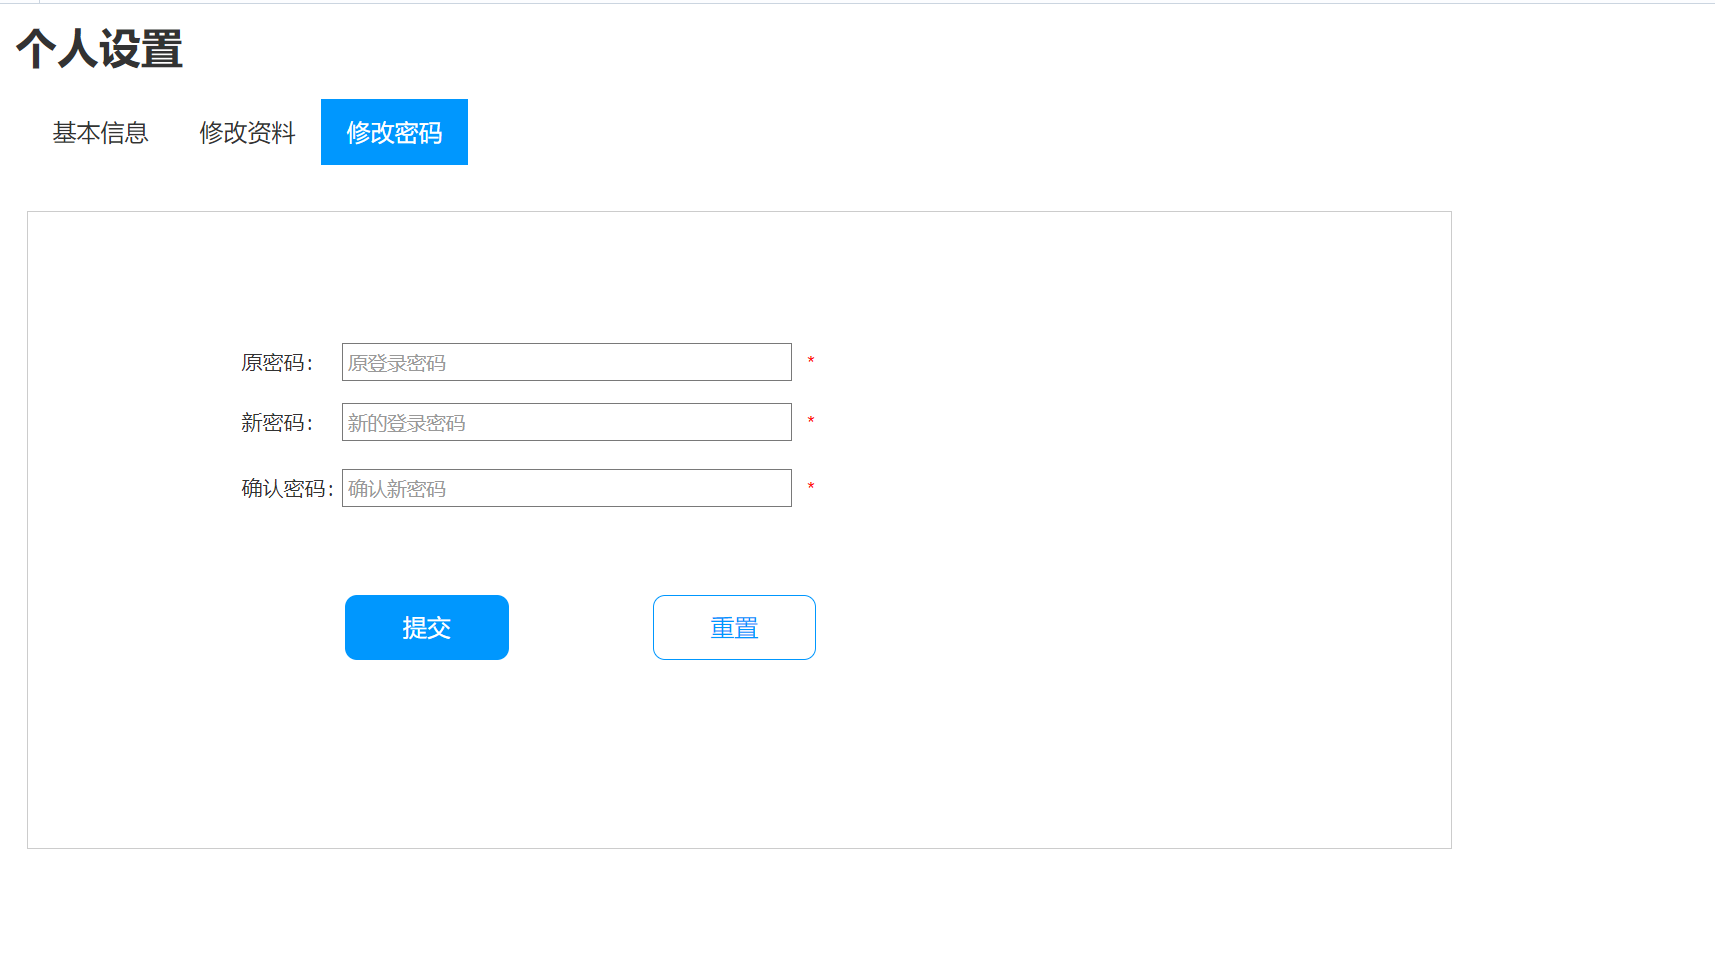 个人设置
基本信息 修改资料 修改密码
原密码： 原登录密码 *
新密码： 新的登录密码 *
确认密码： 确认新密码 *
提交 重置